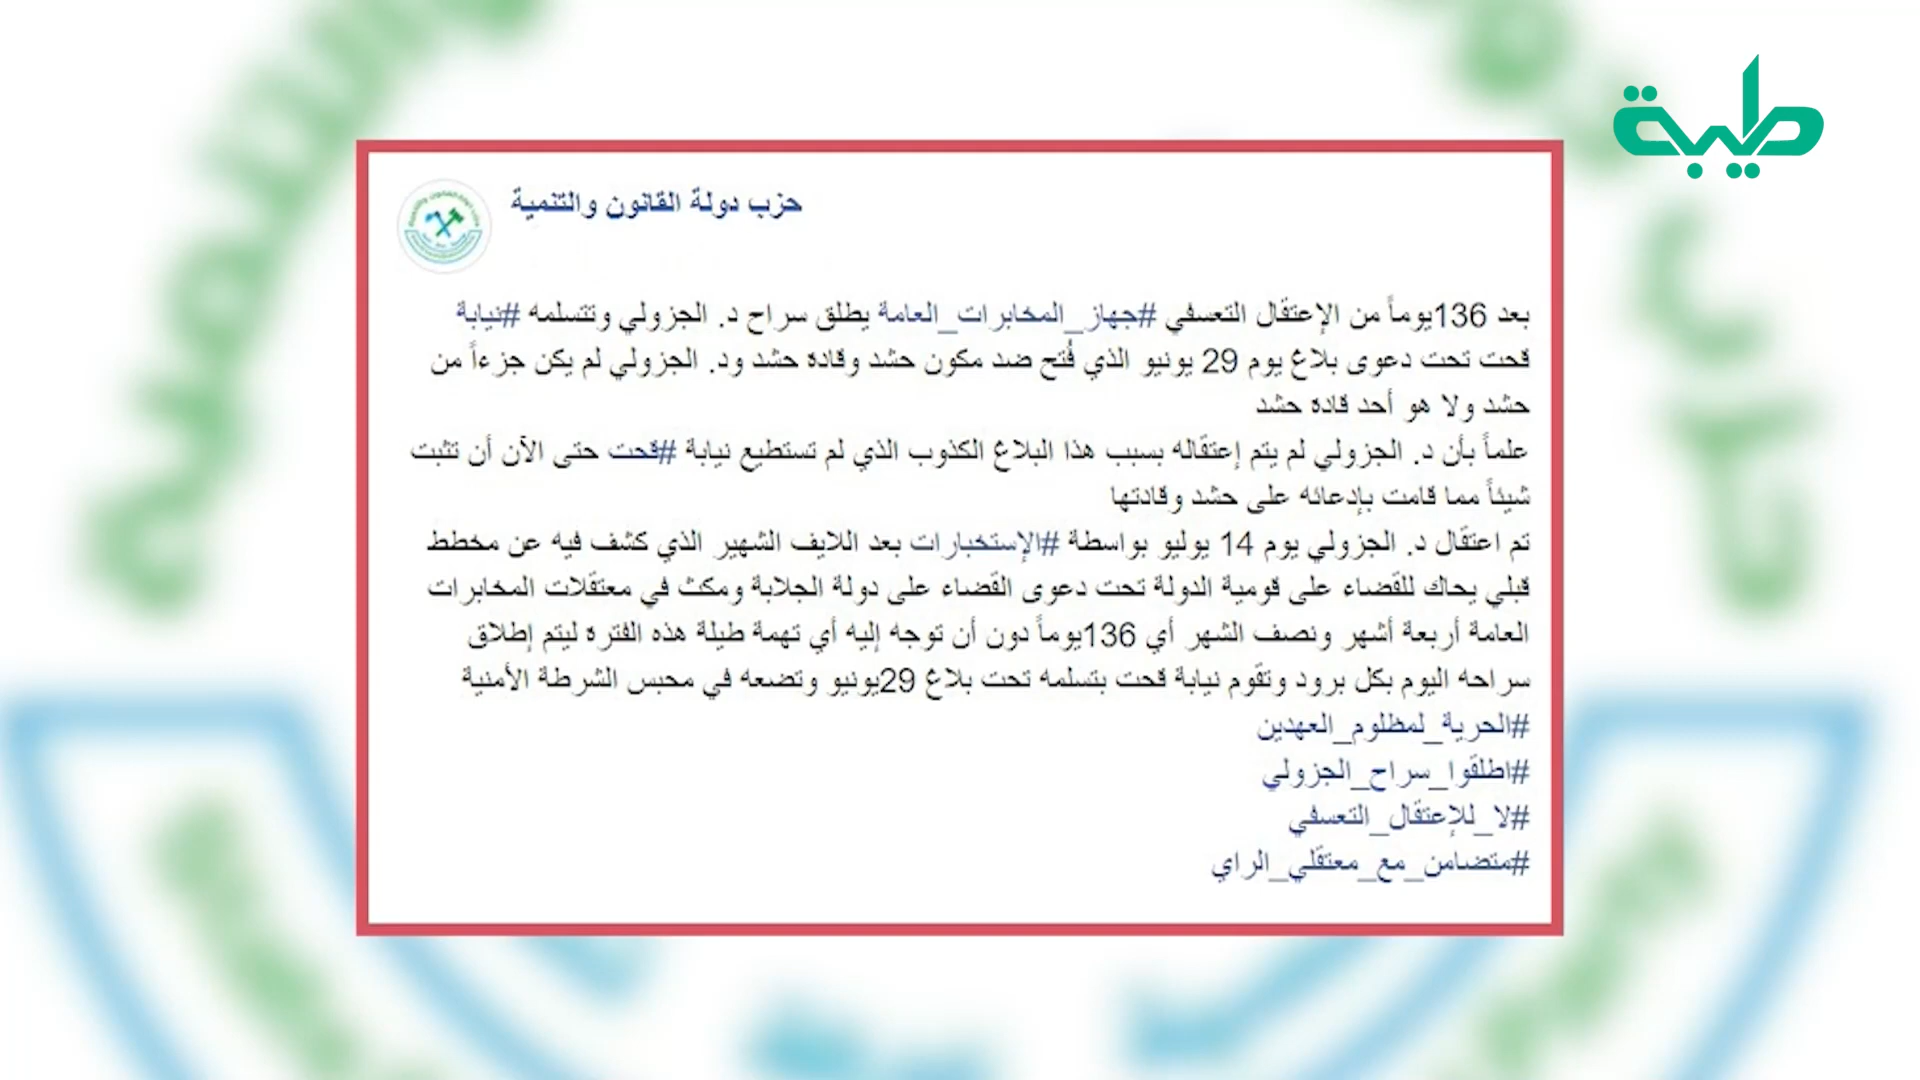 طيبة
حزب دولة القانون والتنمية
بعد 136يوماً من الإعتقال التعسفي #جهاز_المخابرات_العامة يطلق سراح د. الجزولي وتتسلمه #نيابة
قحت تحت دعوى بلاغ يوم 29 يونيو الذي فُتح ضد مكون حشد وقادة حشد ود. الجزولي لم يكن جزءاً من
حشد ولا هو أحد قادة حشد
علماً بأن د. الجزولي لم يتم إعتقاله بسبب هذا البلاغ الكذوب الذي لم تستطيع نيابة #قحت حتى الآن أن تثبت
شيئاً مما قامت بإدعائه على حشد وقادتها
تم اعتقال د. الجزولي يوم 14 يوليو بواسطة #الإستخبارات بعد اللايف الشهير الذي كشف فيه عن مخطط
قبلي يحاك للقضاء على قومية الدولة تحت دعوى القضاء على دولة الجلابة ومكث في معتقلات المخابرات
العامة أربعة أشهر ونصف الشهر أي 136يوماً دون أن توجه إليه أي تهمة طيلة هذه الفترة ليتم إطلاق
سراحه اليوم بكل برود وتقوم نيابة قحت بتسلمه تحت بلاغ 29يونيو وتضعه في محبس الشرطة الأمنية
#الحرية_لمظلوم_العهدين
#اطلقوا_سراح_الجزولي
#لا_للإعتقال_التعسفي
#متضامن_مع_معتقلي_الراي